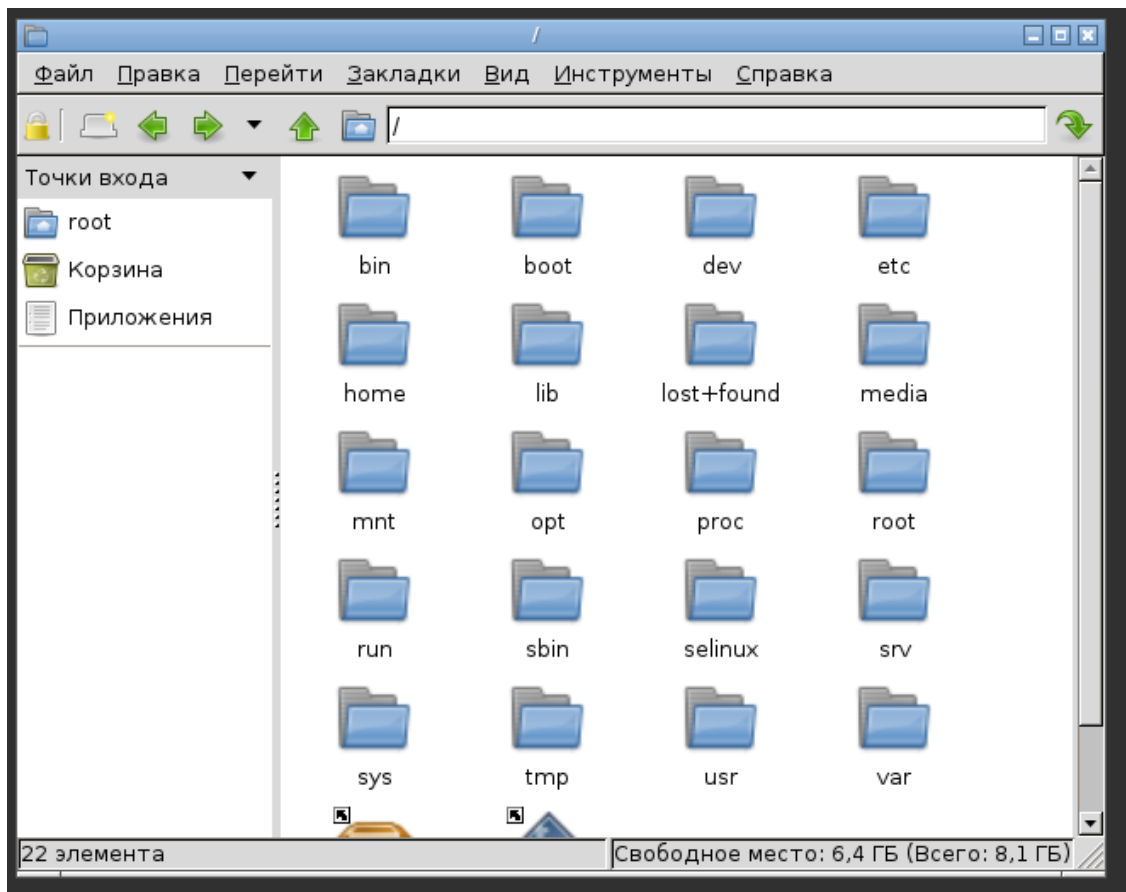 /
Файл Правка Перейти Закладки Вид Инструменты Справка
/
Точки входа
root
Корзина
Приложения
bin boot dev etc
home lib lost+found media
mnt opt proc root
run sbin selinux srv
sys tmp usr var
22 элемента
Свободное место: 6,4 ГБ (Всего: 8,1 ГБ)